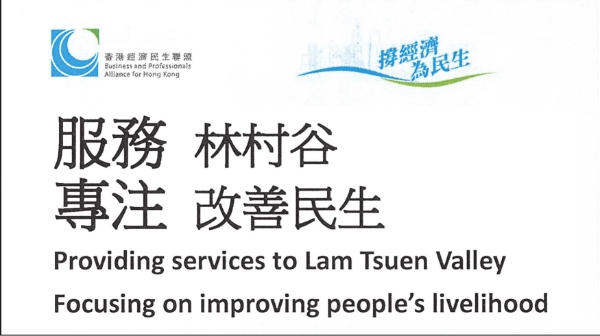 香港經濟民生聯盟
Business and Professionals
Alliance for Hong Kong
撐經濟
為民生
服務 林村谷
專注 改善民生
Providing services to Lam Tsuen Valley
Focusing on improving people's livelihood